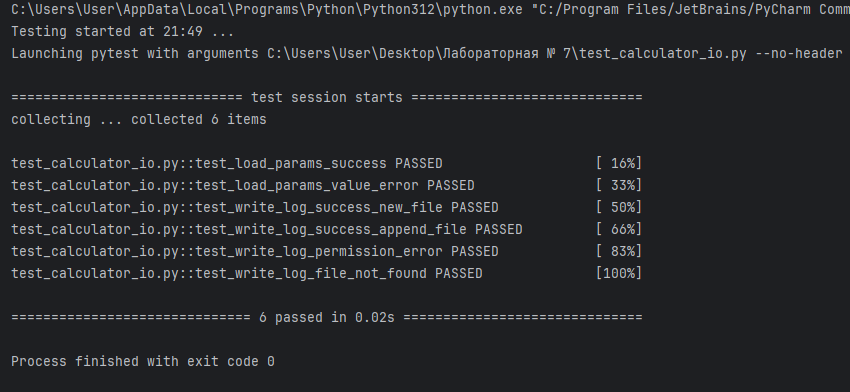 C:\Users\User\AppData\Local\Programs\Python\Python312\python.exe "C:/Program Files/JetBrains/PyCharm Comm
Testing started at 21:49 ...
Launching pytest with arguments C:\Users\User\Desktop\Лабораторная № 7\test_calculator_io.py --no-header
============================= test session starts =============================
collecting ... collected 6 items
test_calculator_io.py::test_load_params_success PASSED                   [ 16%]
test_calculator_io.py::test_load_params_value_error PASSED               [ 33%]
test_calculator_io.py::test_write_log_success_new_file PASSED            [ 50%]
test_calculator_io.py::test_write_log_success_append_file PASSED         [ 66%]
test_calculator_io.py::test_write_log_permission_error PASSED            [ 83%]
test_calculator_io.py::test_write_log_file_not_found PASSED              [100%]
============================== 6 passed in 0.02s ==============================
Process finished with exit code 0